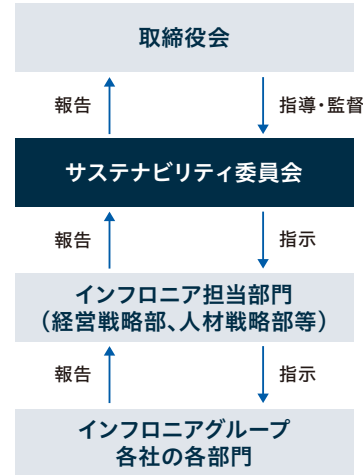 取締役会
報告
指導・監督
サステナビリティ委員会
報告
指示
インフロニア担当部門
（経営戦略部、人材戦略部等）
報告
指示
インフロニアグループ
各社の各部門